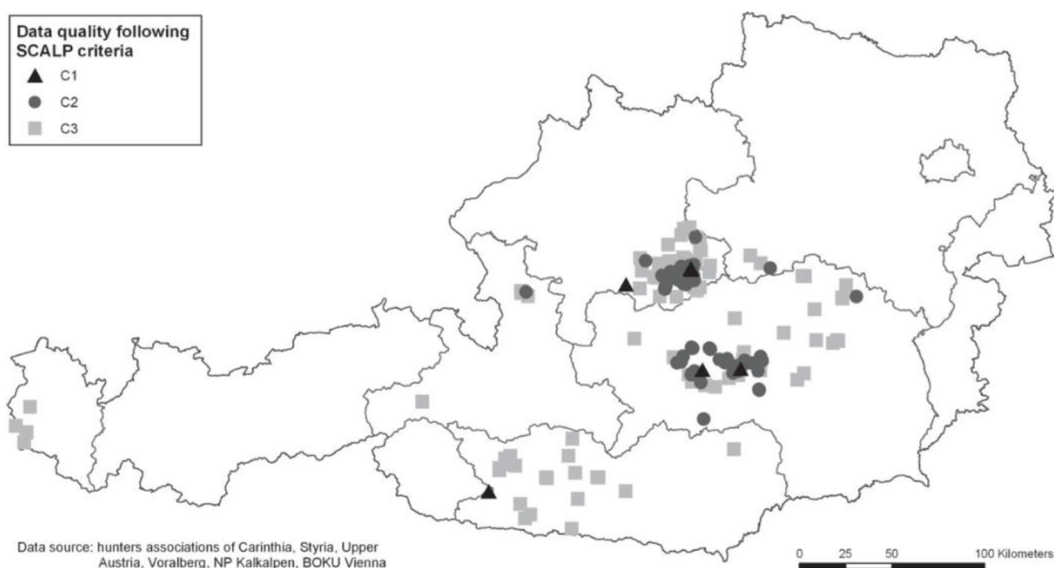 Data quality following
SCALP criteria
C1
C2
C3
Data source: hunters associations of Carinthia, Styria, Upper
Austria, Voralberg, NP Kalkalpen, BOKU Vienna
0 25 50 100 Kilometers